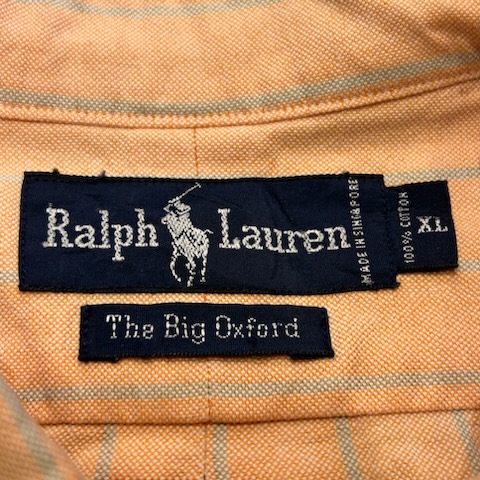 Ralph Lauren
MADE IN SINGAPORE
100% COTTON
XL
The Big Oxford